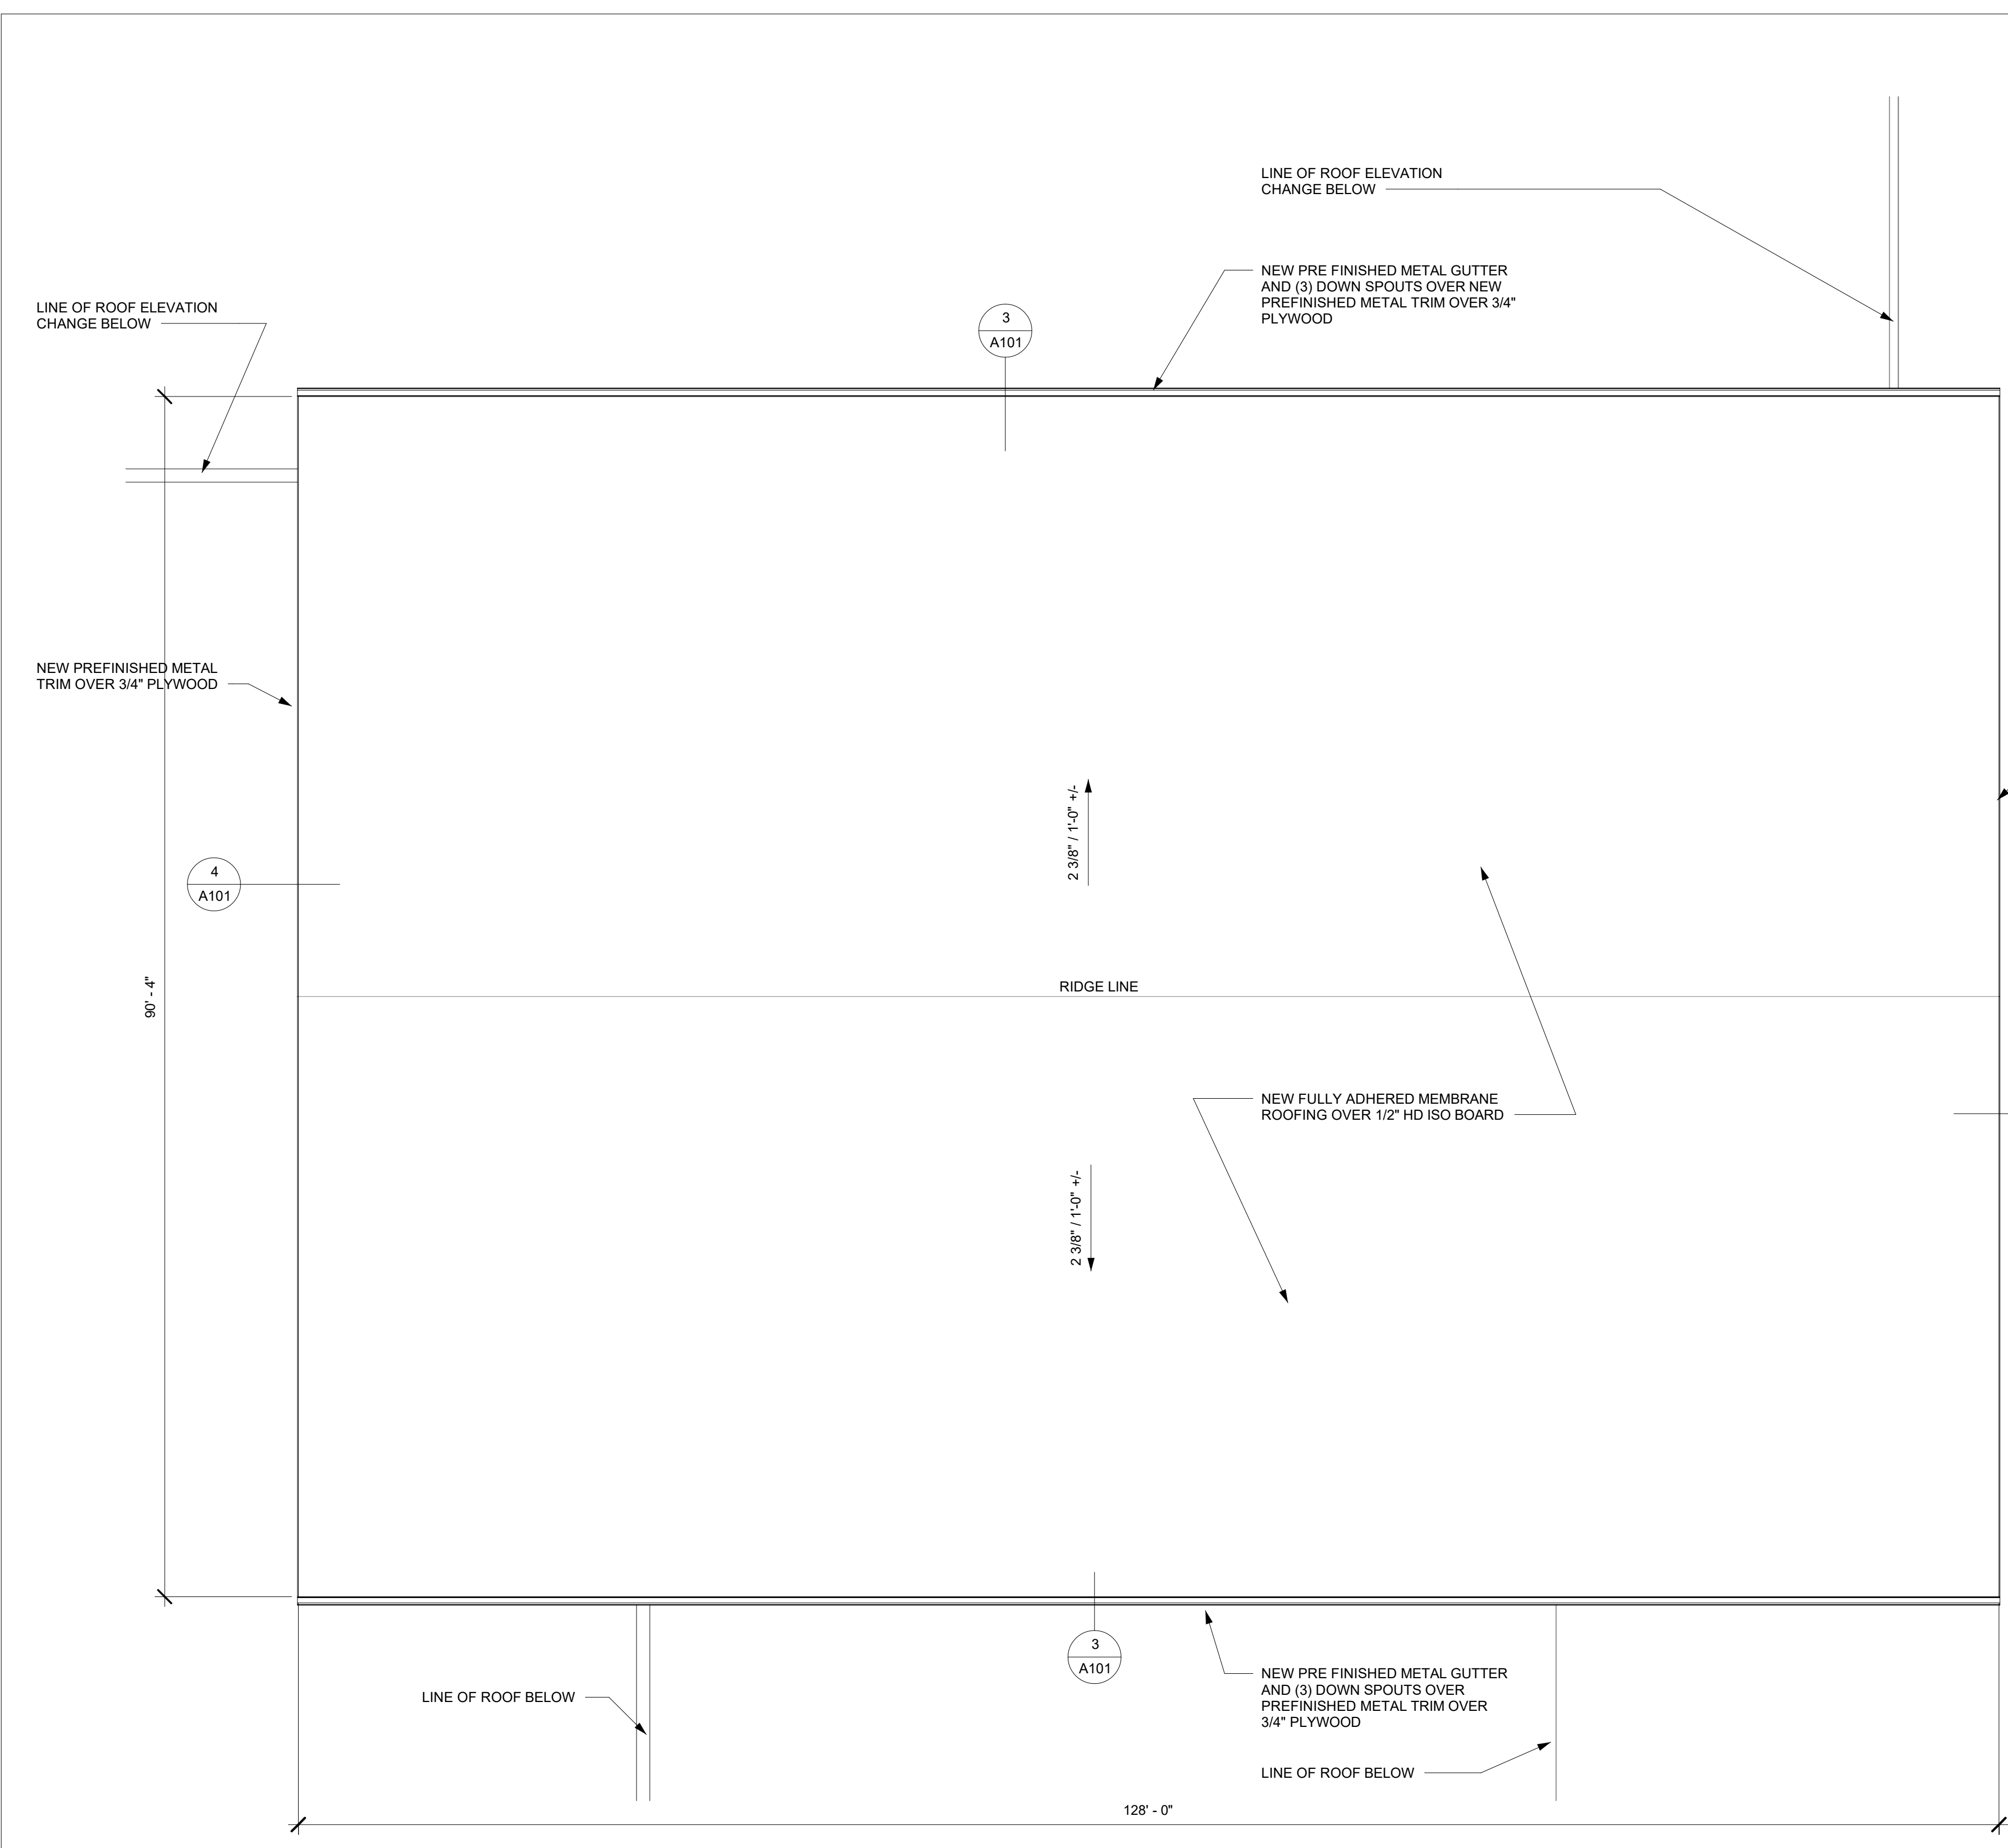 LINE OF ROOF ELEVATION
CHANGE BELOW
NEW PRE FINISHED METAL GUTTER
AND (3) DOWN SPOUTS OVER NEW
PREFINISHED METAL TRIM OVER 3/4"
PLYWOOD
LINE OF ROOF ELEVATION
CHANGE BELOW
3
A101
NEW PREFINISHED METAL
TRIM OVER 3/4" PLYWOOD
2 3/8" / 1'-0" +/-
4
A101
90' - 4"
RIDGE LINE
NEW FULLY ADHERED MEMBRANE
ROOFING OVER 1/2" HD ISO BOARD
2 3/8" / 1'-0" +/-
3
A101
NEW PRE FINISHED METAL GUTTER
AND (3) DOWN SPOUTS OVER
PREFINISHED METAL TRIM OVER
3/4" PLYWOOD
LINE OF ROOF BELOW
LINE OF ROOF BELOW
128' - 0"